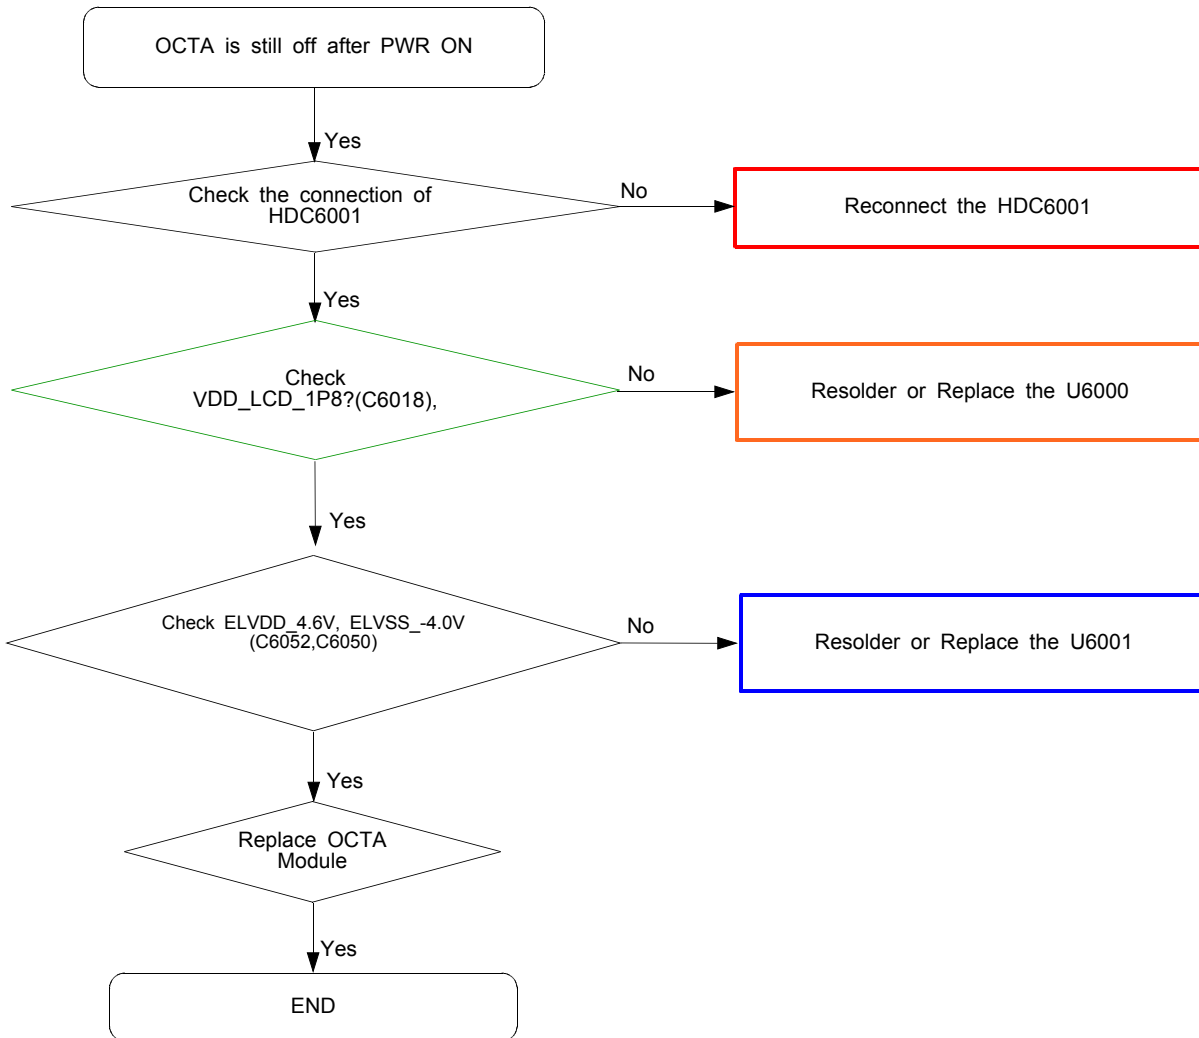 OCTA is still off after PWR ON
Yes
Check the connection of
HDC6001
No
Reconnect the HDC6001
Yes
Check
VDD_LCD_1P8?(C6018),
No
Resolder or Replace the U6000
Yes
Check ELVDD_4.6V, ELVSS_-4.0V
(C6052,C6050)
No
Resolder or Replace the U6001
Yes
Replace OCTA
Module
Yes
END